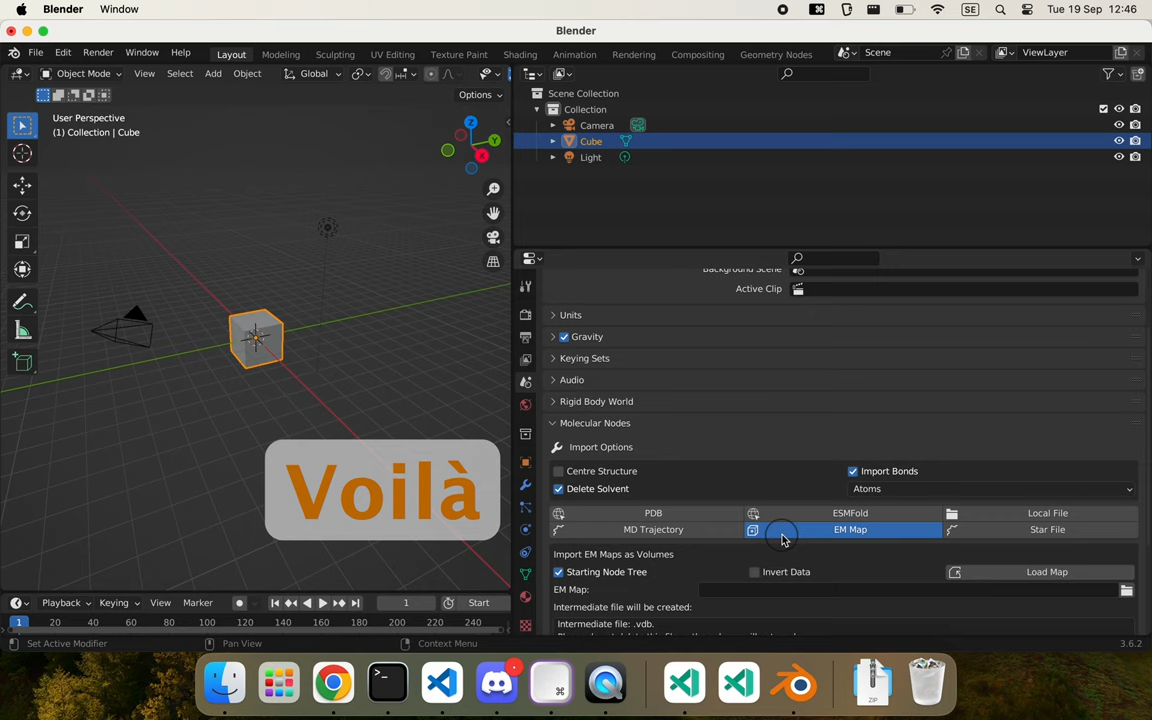 Blender Window SE Tue 19 Sep 12:46
Blender
File Edit Render Window Help Layout Modeling Sculpting UV Editing Texture Paint Shading Animation Rendering Compositing Geometry Nodes Scene ViewLayer
Object Mode View Select Add Object Global
Options
User Perspective
(1) Collection | Cube
Z
Y
X
Scene Collection
Collection
Camera
Cube
Light
Background Scene
Active Clip
Units
Gravity
Keying Sets
Audio
Rigid Body World
Molecular Nodes
Import Options
Centre Structure Import Bonds
Delete Solvent Atoms
PDB ESMFold Local File
MD Trajectory EM Map Star File
Import EM Maps as Volumes
Starting Node Tree Invert Data Load Map
EM Map:
Intermediate file will be created:
Intermediate file: .vdb.
Voilà
Playback Keying View Marker 1 Start
1 20 40 60 80 100 120 140 160 180 200 220 240
Set Active Modifier Pan View Context Menu 3.6.2
ZIP